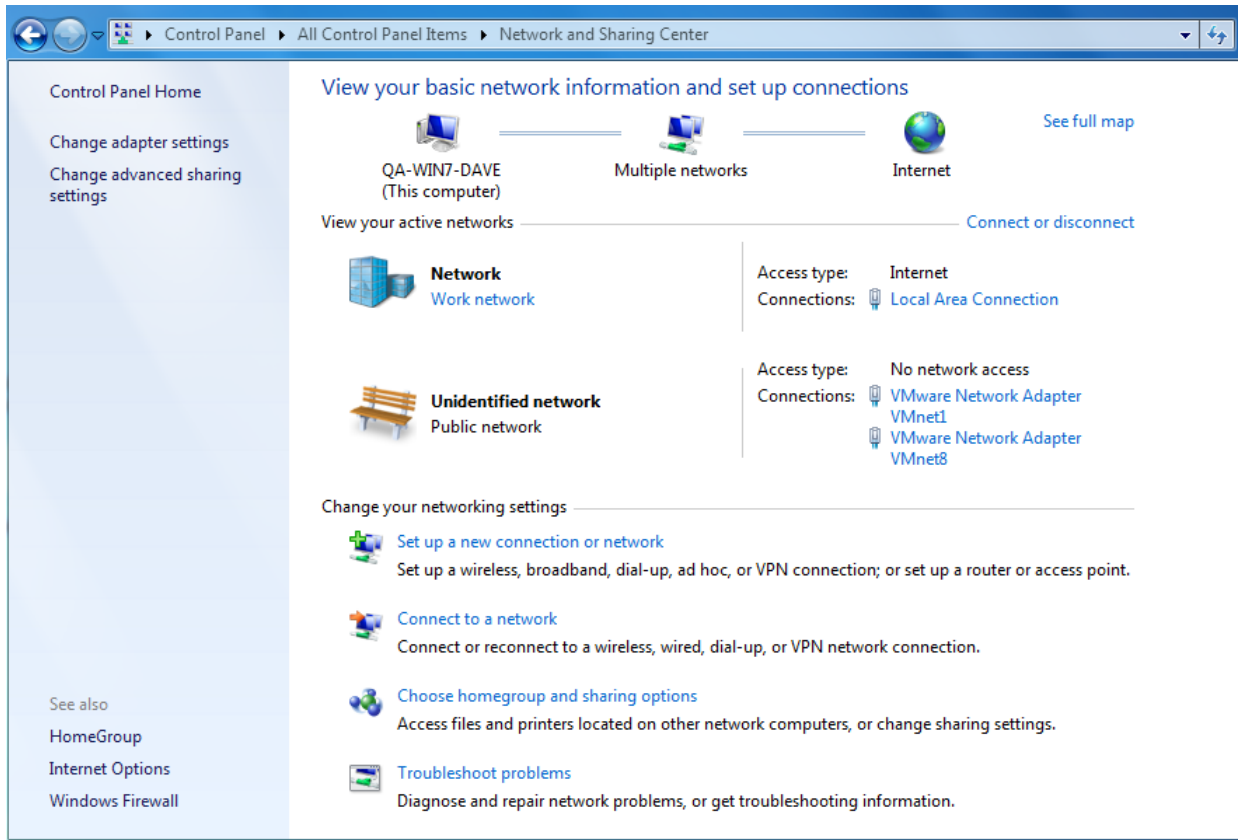 Control Panel ▸ All Control Panel Items ▸ Network and Sharing Center
Control Panel Home
Change adapter settings
Change advanced sharing
settings
See also
HomeGroup
Internet Options
Windows Firewall
View your basic network information and set up connections
See full map
QA-WIN7-DAVE
(This computer)
Multiple networks
Internet
View your active networks
Connect or disconnect
Network
Work network
Access type: Internet
Connections: Local Area Connection
Unidentified network
Public network
Access type: No network access
Connections: VMware Network Adapter
VMnet1
VMware Network Adapter
VMnet8
Change your networking settings
Set up a new connection or network
Set up a wireless, broadband, dial-up, ad hoc, or VPN connection; or set up a router or access point.
Connect to a network
Connect or reconnect to a wireless, wired, dial-up, or VPN network connection.
Choose homegroup and sharing options
Access files and printers located on other network computers, or change sharing settings.
Troubleshoot problems
Diagnose and repair network problems, or get troubleshooting information.